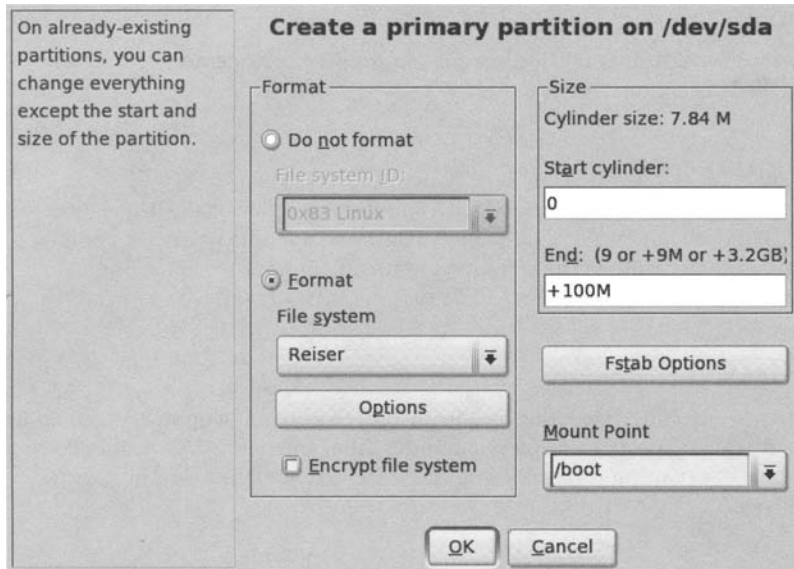 On already-existing
partitions, you can
change everything
except the start and
size of the partition.
Create a primary partition on /dev/sda
Format
Do not format
File system ID:
0x83 Linux
Format
File system
Reiser
Options
Encrypt file system
Size
Cylinder size: 7.84 M
Start cylinder:
0
End: (9 or +9M or +3.2GB)
+100M
Fstab Options
Mount Point
/boot
OK
Cancel